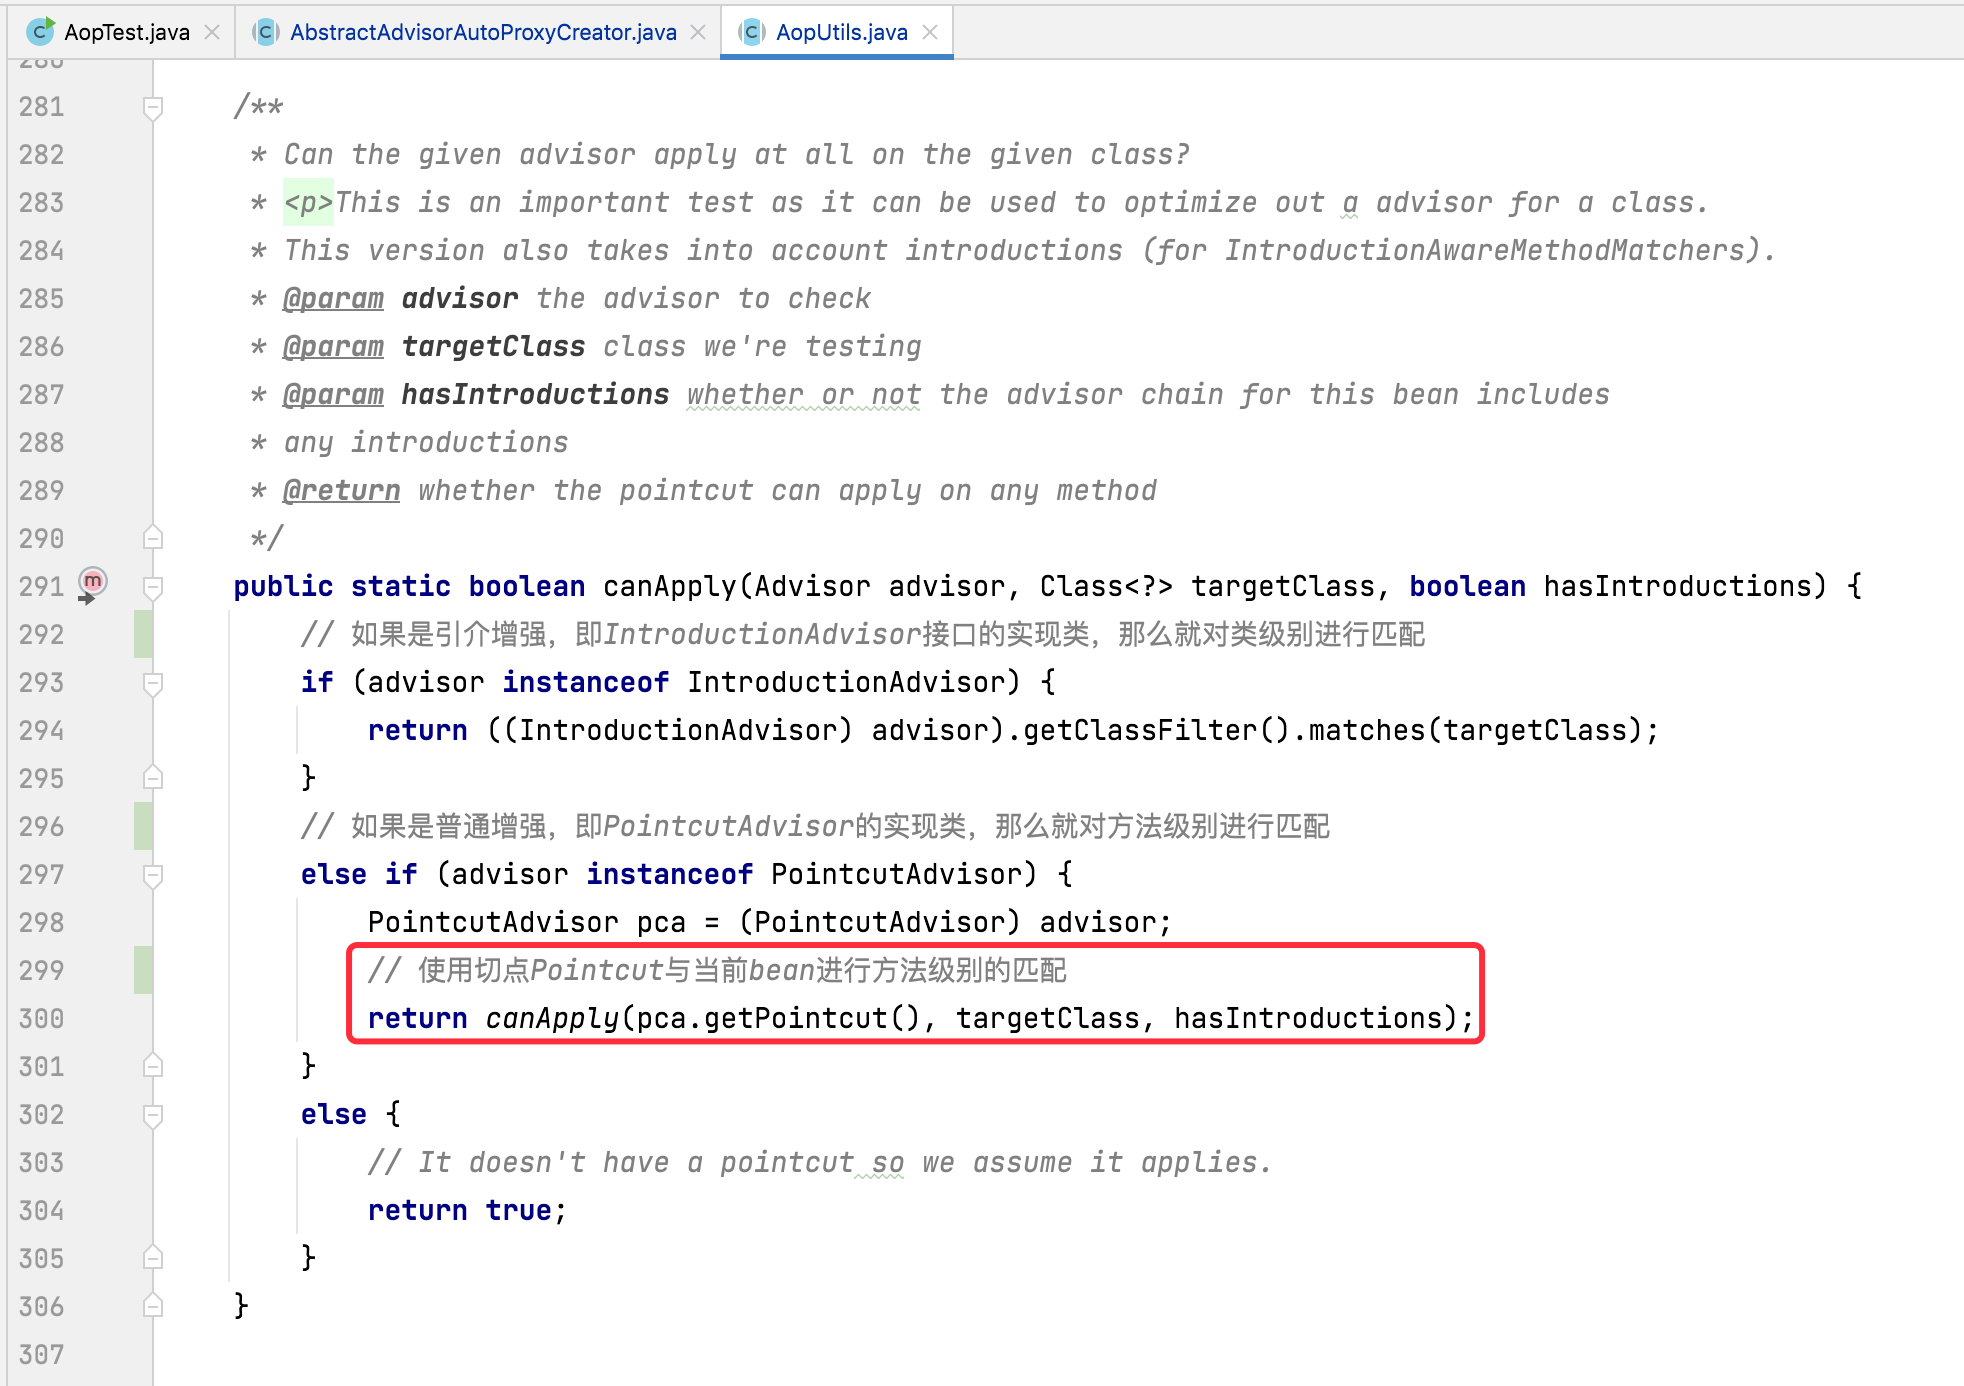 AopTest.java AbstractAdvisorAutoProxyCreator.java AopUtils.java
280
281 /**
282 * Can the given advisor apply at all on the given class?
283 * <p>This is an important test as it can be used to optimize out a advisor for a class.
284 * This version also takes into account introductions (for IntroductionAwareMethodMatchers).
285 * @param advisor the advisor to check
286 * @param targetClass class we're testing
287 * @param hasIntroductions whether or not the advisor chain for this bean includes
288 * any introductions
289 * @return whether the pointcut can apply on any method
290 */
291 public static boolean canApply(Advisor advisor, Class<?> targetClass, boolean hasIntroductions) {
292 // 如果是引介增强，即IntroductionAdvisor接口的实现类，那么就对类级别进行匹配
293 if (advisor instanceof IntroductionAdvisor) {
294 return ((IntroductionAdvisor) advisor).getClassFilter().matches(targetClass);
295 }
296 // 如果是普通增强，即PointcutAdvisor的实现类，那么就对方法级别进行匹配
297 else if (advisor instanceof PointcutAdvisor) {
298 PointcutAdvisor pca = (PointcutAdvisor) advisor;
299 // 使用切点Pointcut与当前bean进行方法级别的匹配
300 return canApply(pca.getPointcut(), targetClass, hasIntroductions);
301 }
302 else {
303 // It doesn't have a pointcut so we assume it applies.
304 return true;
305 }
306 }
307